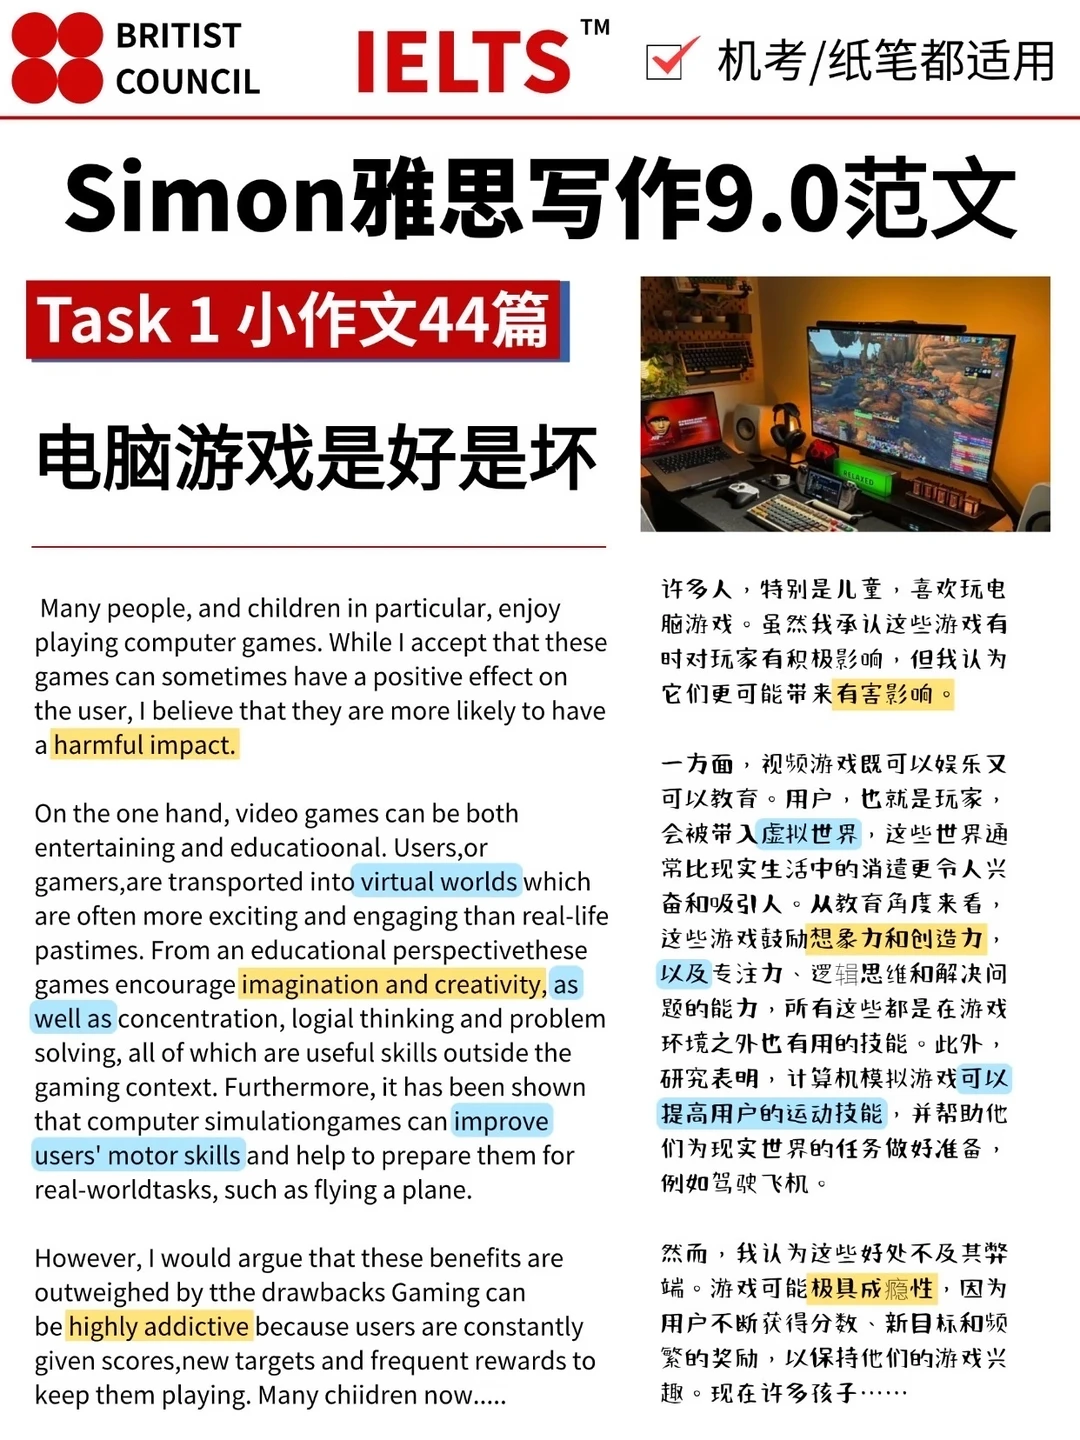 BRITIST
COUNCIL
IELTS™
机考/纸笔都适用
Simon雅思写作9.0范文
Task 1 小作文44篇
电脑游戏是好是坏
RELAZED
Many people, and children in particular, enjoy
playing computer games. While I accept that these
games can sometimes have a positive effect on
the user, I believe that they are more likely to have
a harmful impact.
On the one hand, video games can be both
entertaining and educatioonal. Users,or
gamers,are transported into virtual worlds which
are often more exciting and engaging than real-life
pastimes. From an educational perspectivethese
games encourage imagination and creativity, as
well as concentration, logial thinking and problem
solving, all of which are useful skills outside the
gaming context. Furthermore, it has been shown
that computer simulationgames can improve
users' motor skills and help to prepare them for
real-worldtasks, such as flying a plane.
However, I would argue that these benefits are
outweighed by tthe drawbacks Gaming can
be highly addictive because users are constantly
given scores,new targets and frequent rewards to
keep them playing. Many chiidren now.....
许多人，特别是儿童，喜欢玩电
脑游戏。虽然我承认这些游戏有
时对玩家有积极影响，但我认为
它们更可能带来有害影响。
一方面，视频游戏既可以娱乐又
可以教育。用户，也就是玩家，
会被带入虚拟世界，这些世界通
常比现实生活中的消遣更令人兴
奋和吸引人。从教育角度来看，
这些游戏鼓励想象力和创造力，
以及专注力、逻辑思维和解决问
题的能力，所有这些都是在游戏
环境之外也有用的技能。此外，
研究表明，计算机模拟游戏可以
提高用户的运动技能，并帮助他
们为现实世界的任务做好准备，
例如驾驶飞机。
然而，我认为这些好处不及其弊
端。游戏可能极具成瘾性，因为
用户不断获得分数、新目标和频
繁的奖励，以保持他们的游戏兴
趣。现在许多孩子……